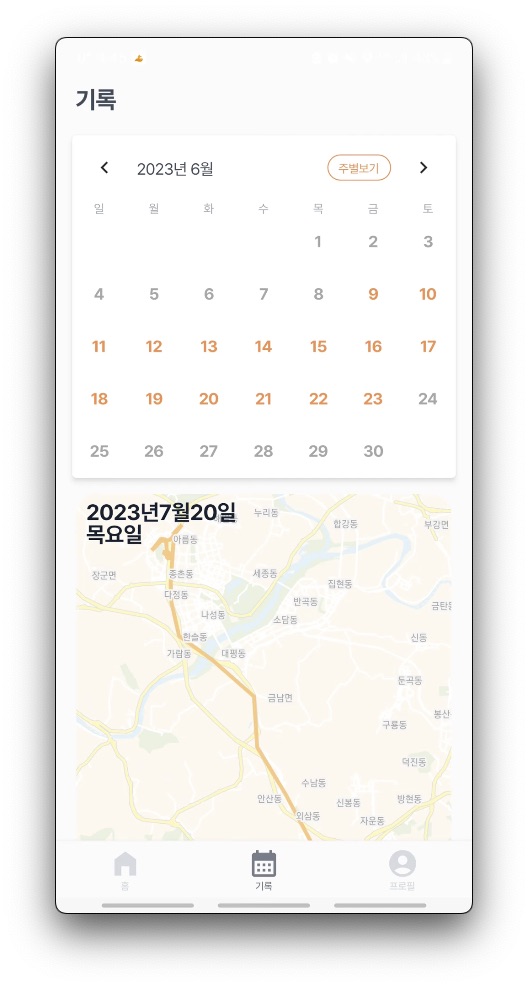 기록
2023년 6월
주별보기
일 월 화 수 목 금 토
1 2 3
4 5 6 7 8 9 10
11 12 13 14 15 16 17
18 19 20 21 22 23 24
25 26 27 28 29 30
2023년7월20일
목요일
누리동
합강동
부강면
아름동
장군면
종촌동
세종동
집현동
다정동
반곡동
금탄동
나성동
소담동
한솔동
신동
가람동
대평동
둔곡동
금남면
봉산
구룡동
덕진동
수남동
안산동
신봉동
방현동
외삼동
자운동
홈
기록
프로필